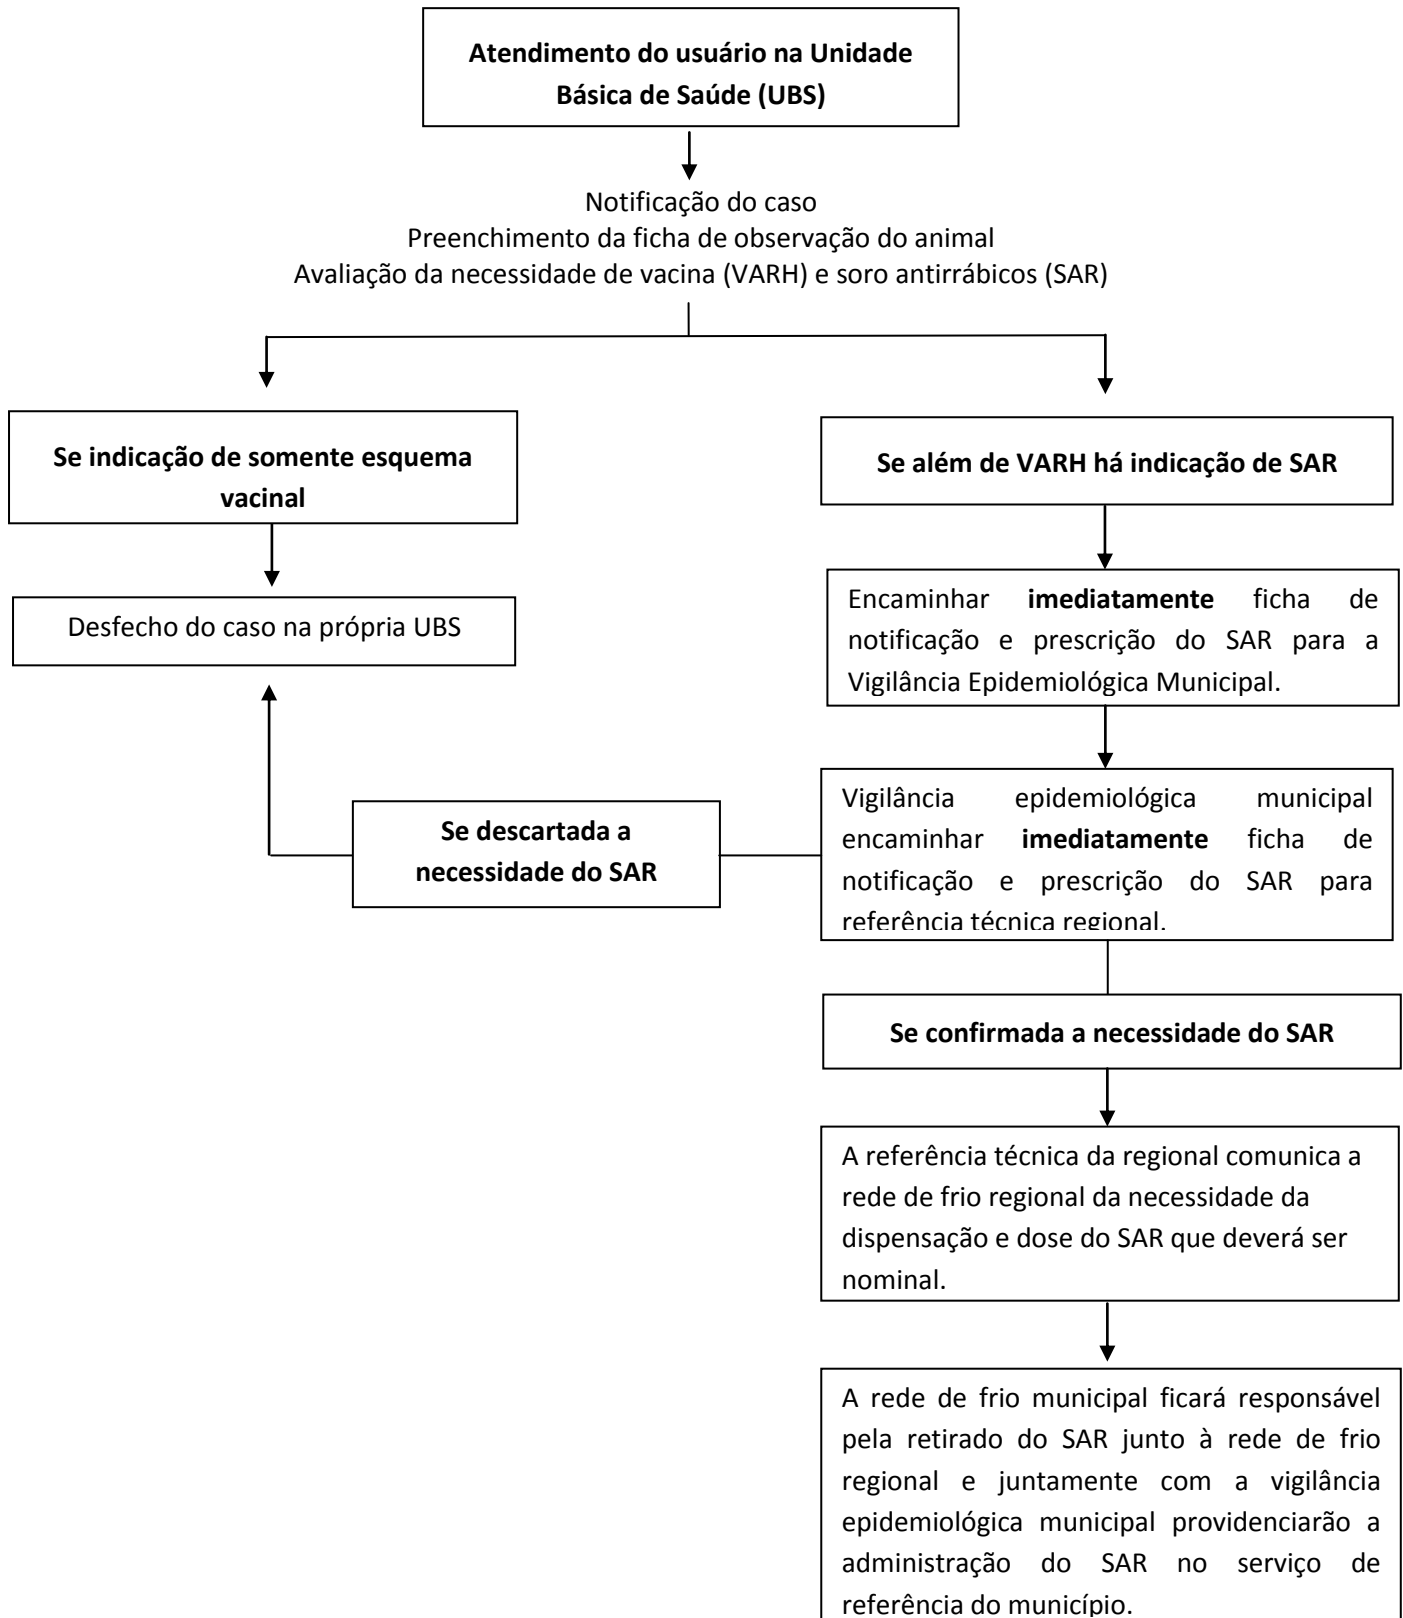 Atendimento do usuário na Unidade
Básica de Saúde (UBS)
Notificação do caso
Preenchimento da ficha de observação do animal
Avaliação da necessidade de vacina (VARH) e soro antirrábicos (SAR)
Se indicação de somente esquema
vacinal
Desfecho do caso na própria UBS
Se além de VARH há indicação de SAR
Encaminhar imediatamente ficha de
notificação e prescrição do SAR para a
Vigilância Epidemiológica Municipal.
Vigilância epidemiológica municipal
encaminhar imediatamente ficha de
notificação e prescrição do SAR para
referência técnica regional.
Se descartada a
necessidade do SAR
Se confirmada a necessidade do SAR
A referência técnica da regional comunica a
rede de frio regional da necessidade da
dispensação e dose do SAR que deverá ser
nominal.
A rede de frio municipal ficará responsável
pela retirado do SAR junto à rede de frio
regional e juntamente com a vigilância
epidemiológica municipal providenciarão a
administração do SAR no serviço de
referência do município.